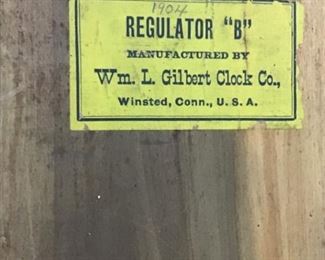 1904
REGULATOR "B"
MANUFACTURED BY
Wm. L. Gilbert Clock Co.,
Winsted, Conn., U. S. A.